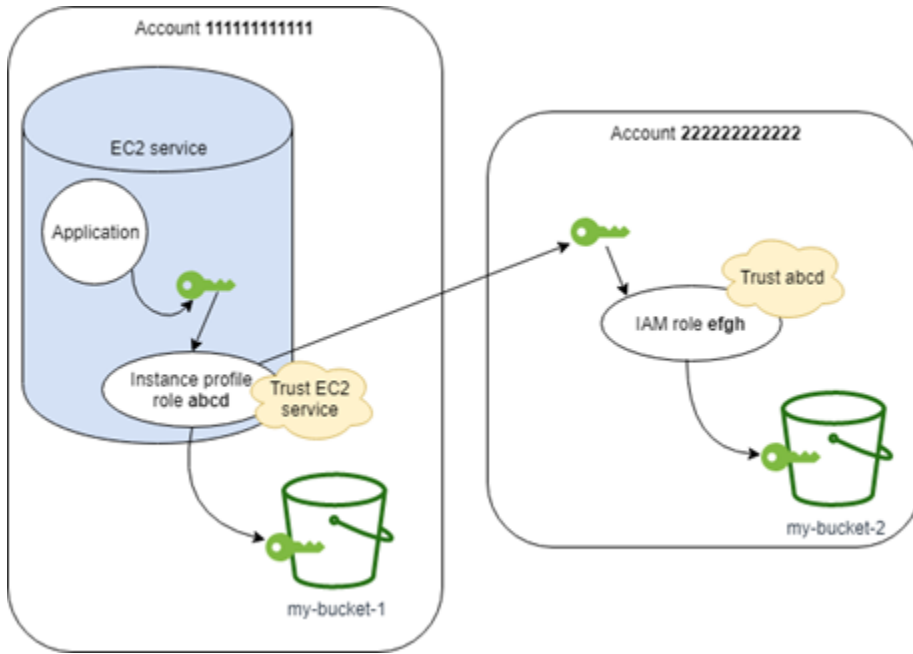 Account 111111111111
EC2 service
Application
Instance profile
role abcd
Trust EC2
service
my-bucket-1
Account 222222222222
Trust abcd
IAM role efgh
my-bucket-2